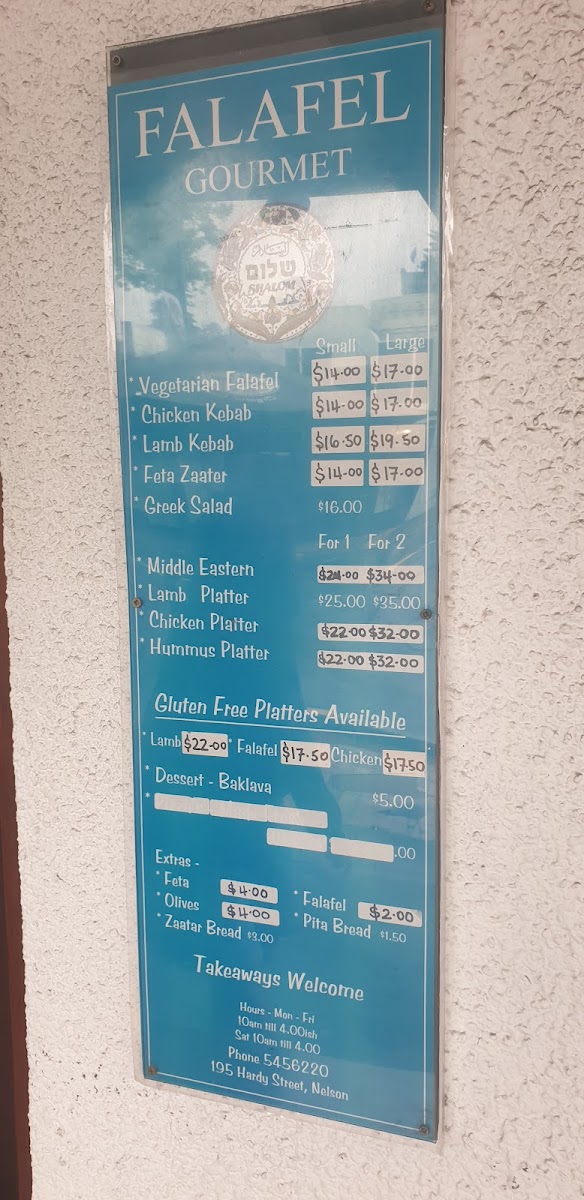 FALAFEL
GOURMET
שלום
SHALOM
Small Large
* Vegetarian Falafel $14.00 $17.00
* Chicken Kebab $14.00 $17.00
* Lamb Kebab $16.50 $19.50
* Feta Zaater $14.00 $17.00
* Greek Salad $16.00
For 1 For 2
* Middle Eastern $24.00 $34.00
* Lamb Platter $25.00 $35.00
* Chicken Platter $22.00 $32.00
* Hummus Platter $22.00 $32.00
Gluten Free Platters Available
* Lamb $22.00 * Falafel $17.50 Chicken $17.50
* Dessert - Baklava $5.00
*
.00
Extras -
* Feta $4.00 * Falafel $2.00
* Olives $4.00 * Pita Bread $1.50
* Zaatar Bread $3.00
Takeaways Welcome
Hours - Mon - Fri
10am till 4.00ish
Sat 10am till 4.00
Phone 5456220
195 Hardy Street, Nelson